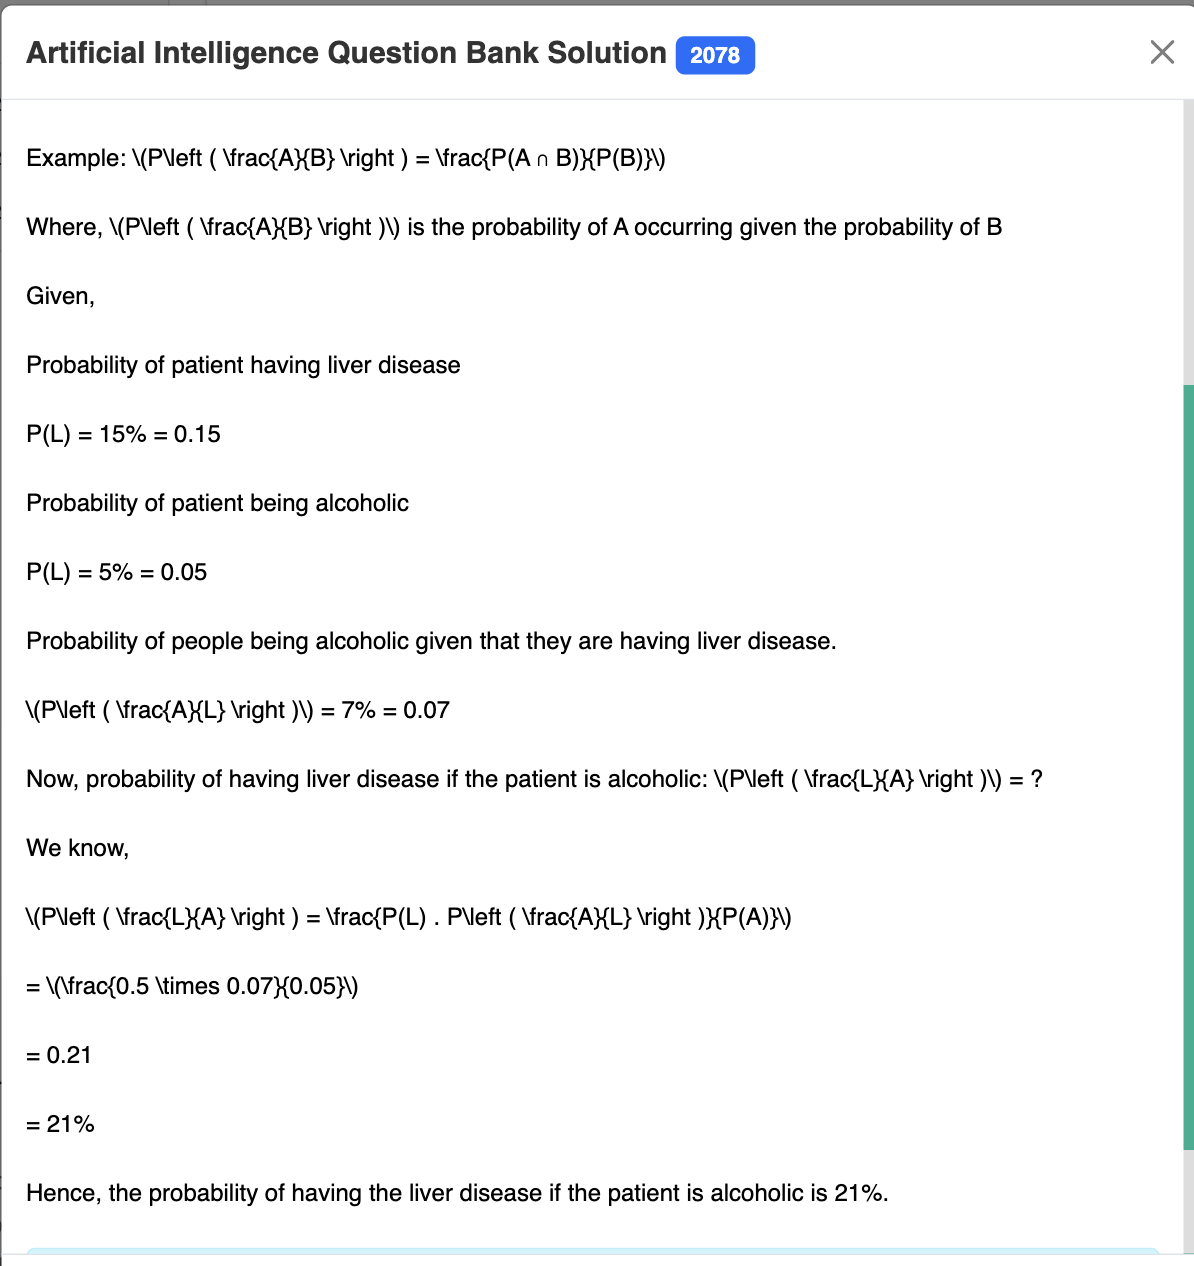 Artificial Intelligence Question Bank Solution 2078
Example: \(P\left ( \frac{A}{B} \right ) = \frac{P(A ∩ B)}{P(B)}\)
Where, \(P\left ( \frac{A}{B} \right )\) is the probability of A occurring given the probability of B
Given,
Probability of patient having liver disease
P(L) = 15% = 0.15
Probability of patient being alcoholic
P(L) = 5% = 0.05
Probability of people being alcoholic given that they are having liver disease.
\(P\left ( \frac{A}{L} \right )\) = 7% = 0.07
Now, probability of having liver disease if the patient is alcoholic: \(P\left ( \frac{L}{A} \right )\) = ?
We know,
\(P\left ( \frac{L}{A} \right ) = \frac{P(L) . P\left ( \frac{A}{L} \right )}{P(A)}\)
= \(\frac{0.5 \times 0.07}{0.05}\)
= 0.21
= 21%
Hence, the probability of having the liver disease if the patient is alcoholic is 21%.